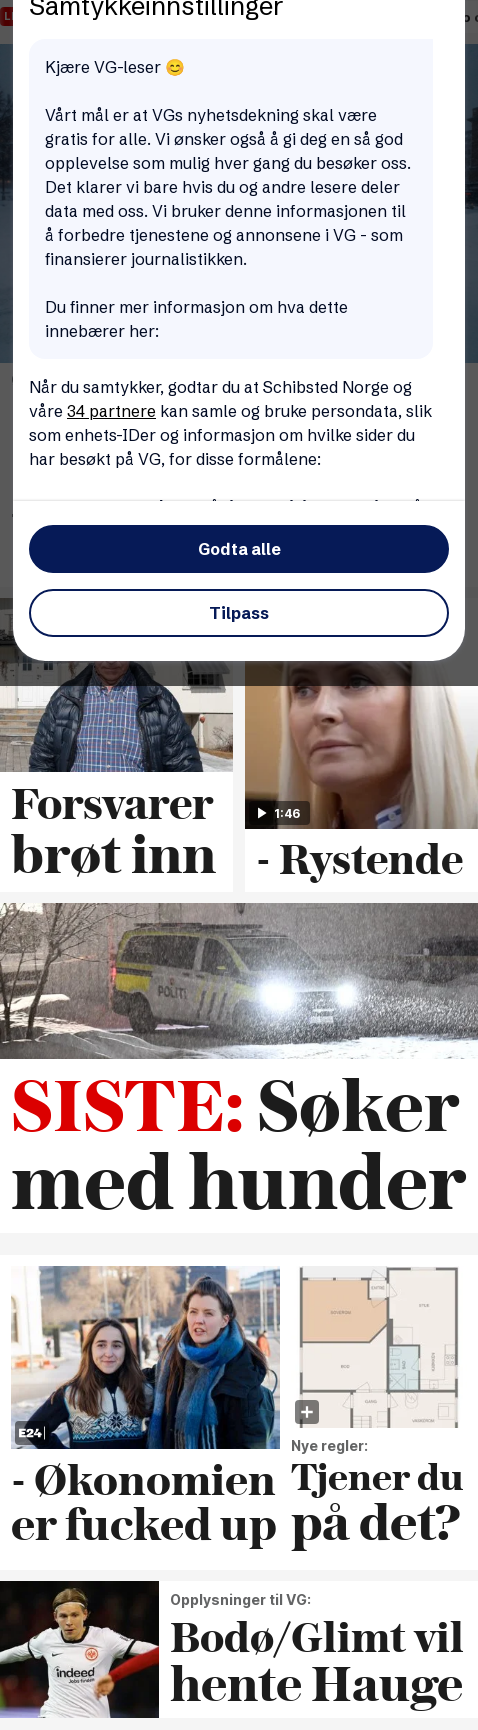 Samtykkeinnstillinger
Kjære VG-leser 😊
Vårt mål er at VGs nyhetsdekning skal være
gratis for alle. Vi ønsker også å gi deg en så god
opplevelse som mulig hver gang du besøker oss.
Det klarer vi bare hvis du og andre lesere deler
data med oss. Vi bruker denne informasjonen til
å forbedre tjenestene og annonsene i VG - som
finansierer journalistikken.
Du finner mer informasjon om hva dette
innebærer her:
Når du samtykker, godtar du at Schibsted Norge og
våre 34 partnere kan samle og bruke persondata, slik
som enhets-IDer og informasjon om hvilke sider du
har besøkt på VG, for disse formålene:
Godta alle
Tilpass
1:46
Forsvarer
brøt inn
- Rystende
POLITI
SISTE: Søker
med hunder
E24
- Økonomien
er fucked up
Nye regler:
Tjener du
på det?
indeed
Opplysninger til VG:
Bodø/Glimt vil
hente Hauge